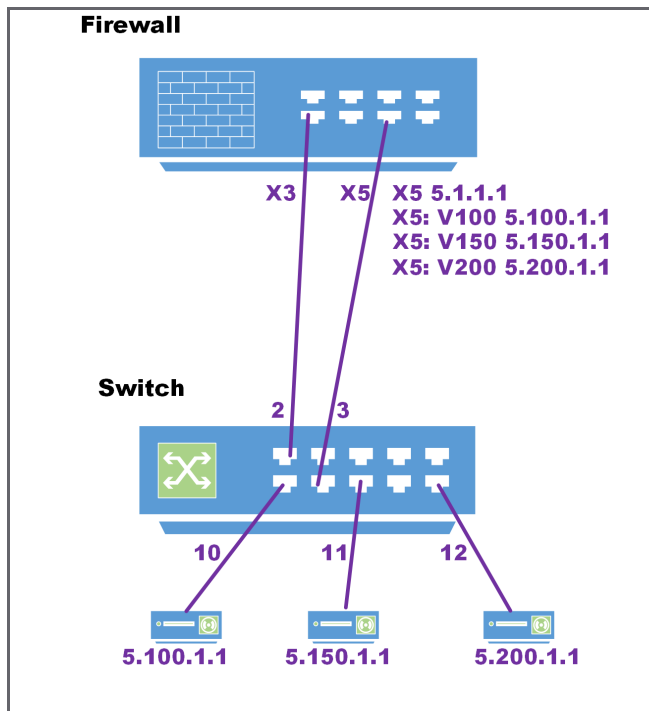 Firewall
X3 X5 X5 5.1.1.1
X5: V100 5.100.1.1
X5: V150 5.150.1.1
X5: V200 5.200.1.1
Switch
2 3
10 11 12
5.100.1.1 5.150.1.1 5.200.1.1